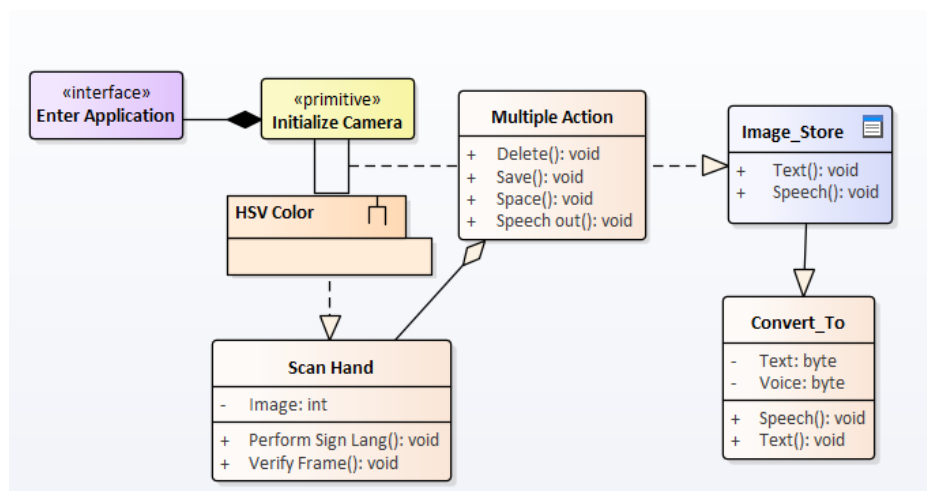 «interface»
Enter Application
«primitive»
Initialize Camera
HSV Color
Multiple Action
+ Delete(): void
+ Save(): void
+ Space(): void
+ Speech out(): void
Image_Store
+ Text(): void
+ Speech(): void
Scan Hand
- Image: int
+ Perform Sign Lang(): void
+ Verify Frame(): void
Convert_To
- Text: byte
- Voice: byte
+ Speech(): void
+ Text(): void